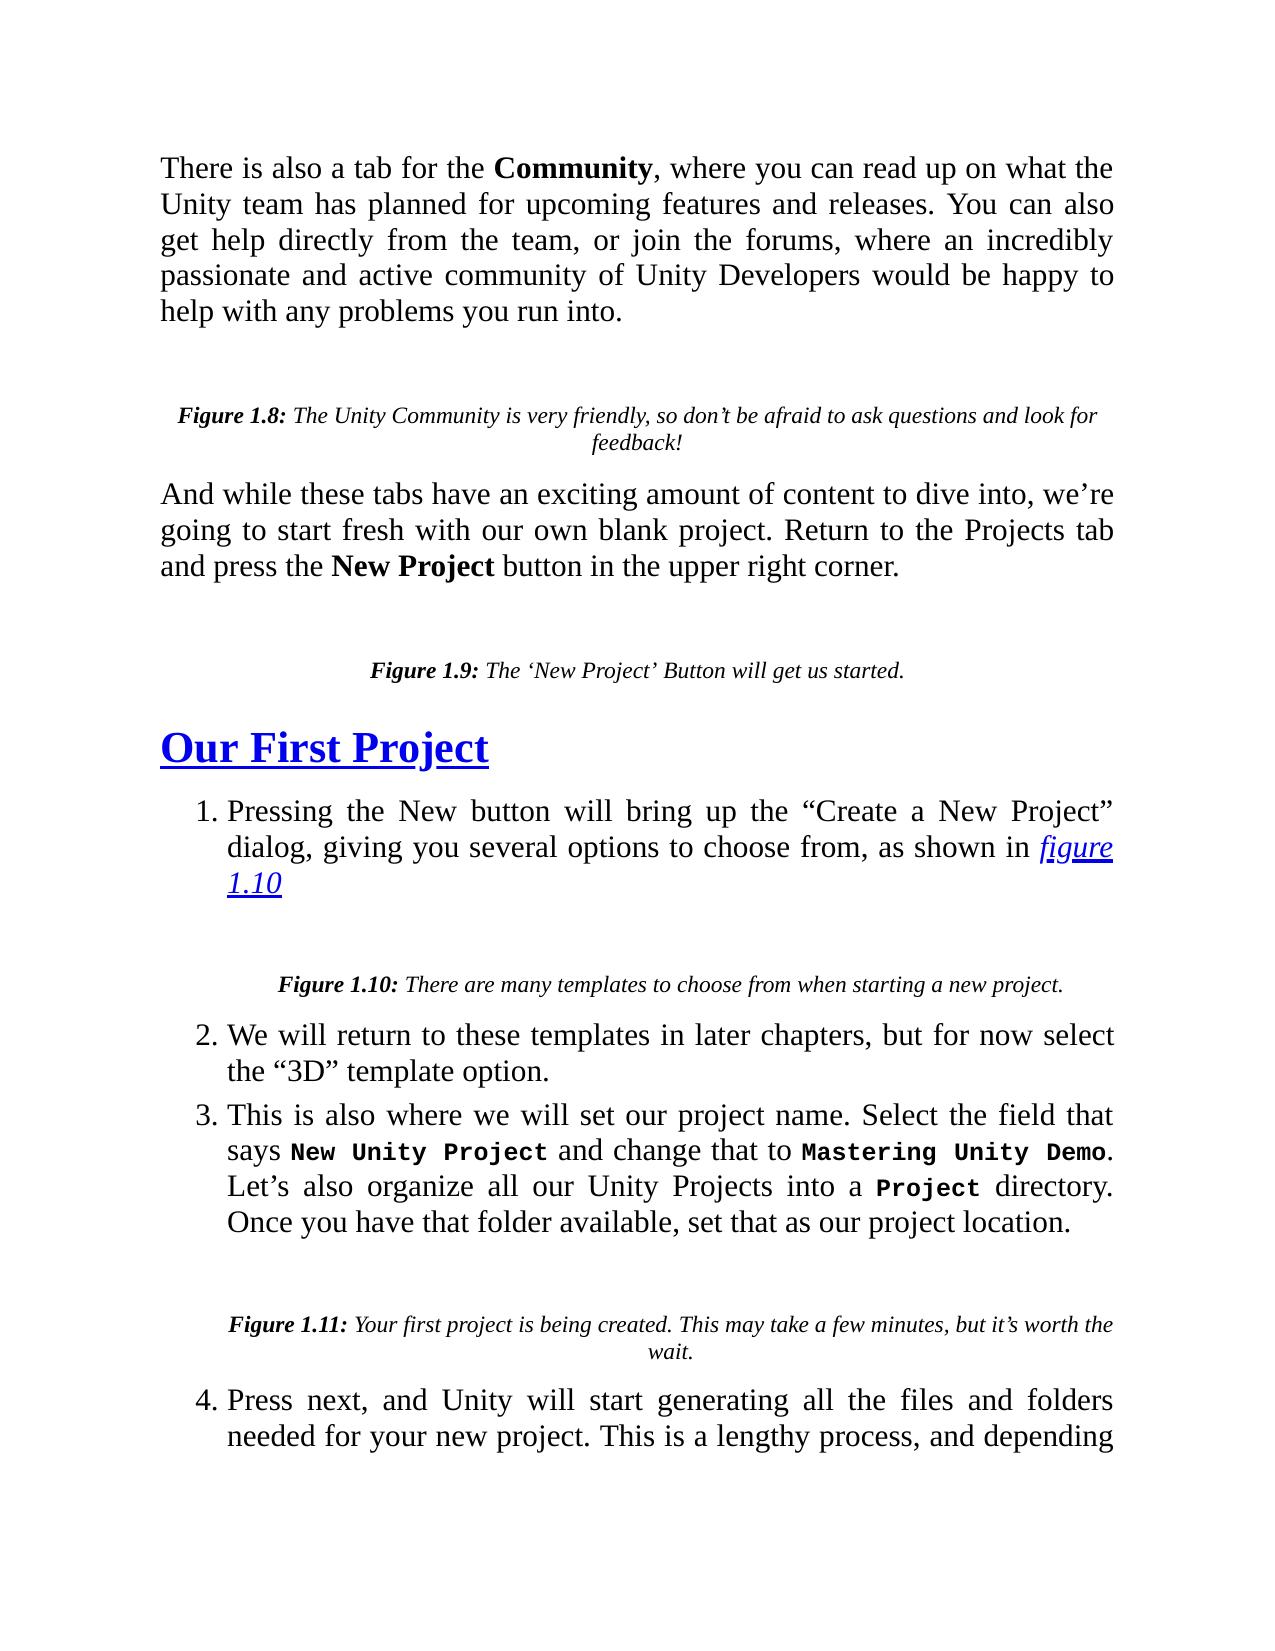 There is also a tab for the Community, where you can read up on what the
Unity team has planned for upcoming features and releases. You can also
get help directly from the team, or join the forums, where an incredibly
passionate and active community of Unity Developers would be happy to
help with any problems you run into.
Figure 1.8: The Unity Community is very friendly, so don’t be afraid to ask questions and look for
feedback!
And while these tabs have an exciting amount of content to dive into, we’re
going to start fresh with our own blank project. Return to the Projects tab
and press the New Project button in the upper right corner.
Figure 1.9: The ‘New Project’ Button will get us started.
Our First Project
1. Pressing the New button will bring up the “Create a New Project”
dialog, giving you several options to choose from, as shown in figure
1.10
Figure 1.10: There are many templates to choose from when starting a new project.
2. We will return to these templates in later chapters, but for now select
the “3D” template option.
3. This is also where we will set our project name. Select the field that
says New Unity Project and change that to Mastering Unity Demo.
Let’s also organize all our Unity Projects into a Project directory.
Once you have that folder available, set that as our project location.
Figure 1.11: Your first project is being created. This may take a few minutes, but it’s worth the
wait.
4. Press next, and Unity will start generating all the files and folders
needed for your new project. This is a lengthy process, and depending